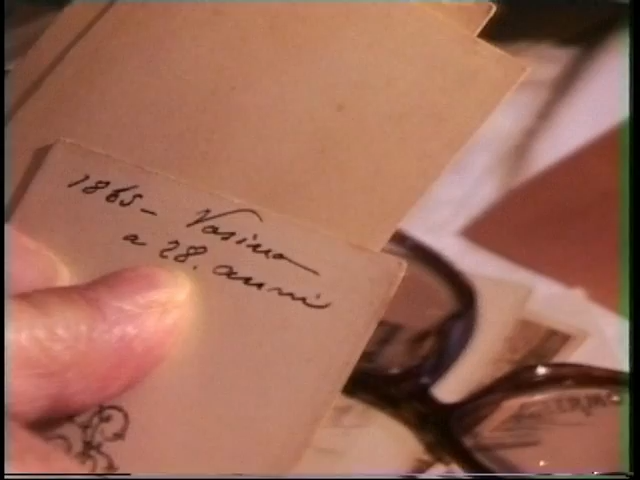 1865 – Vasino
a 28. anni